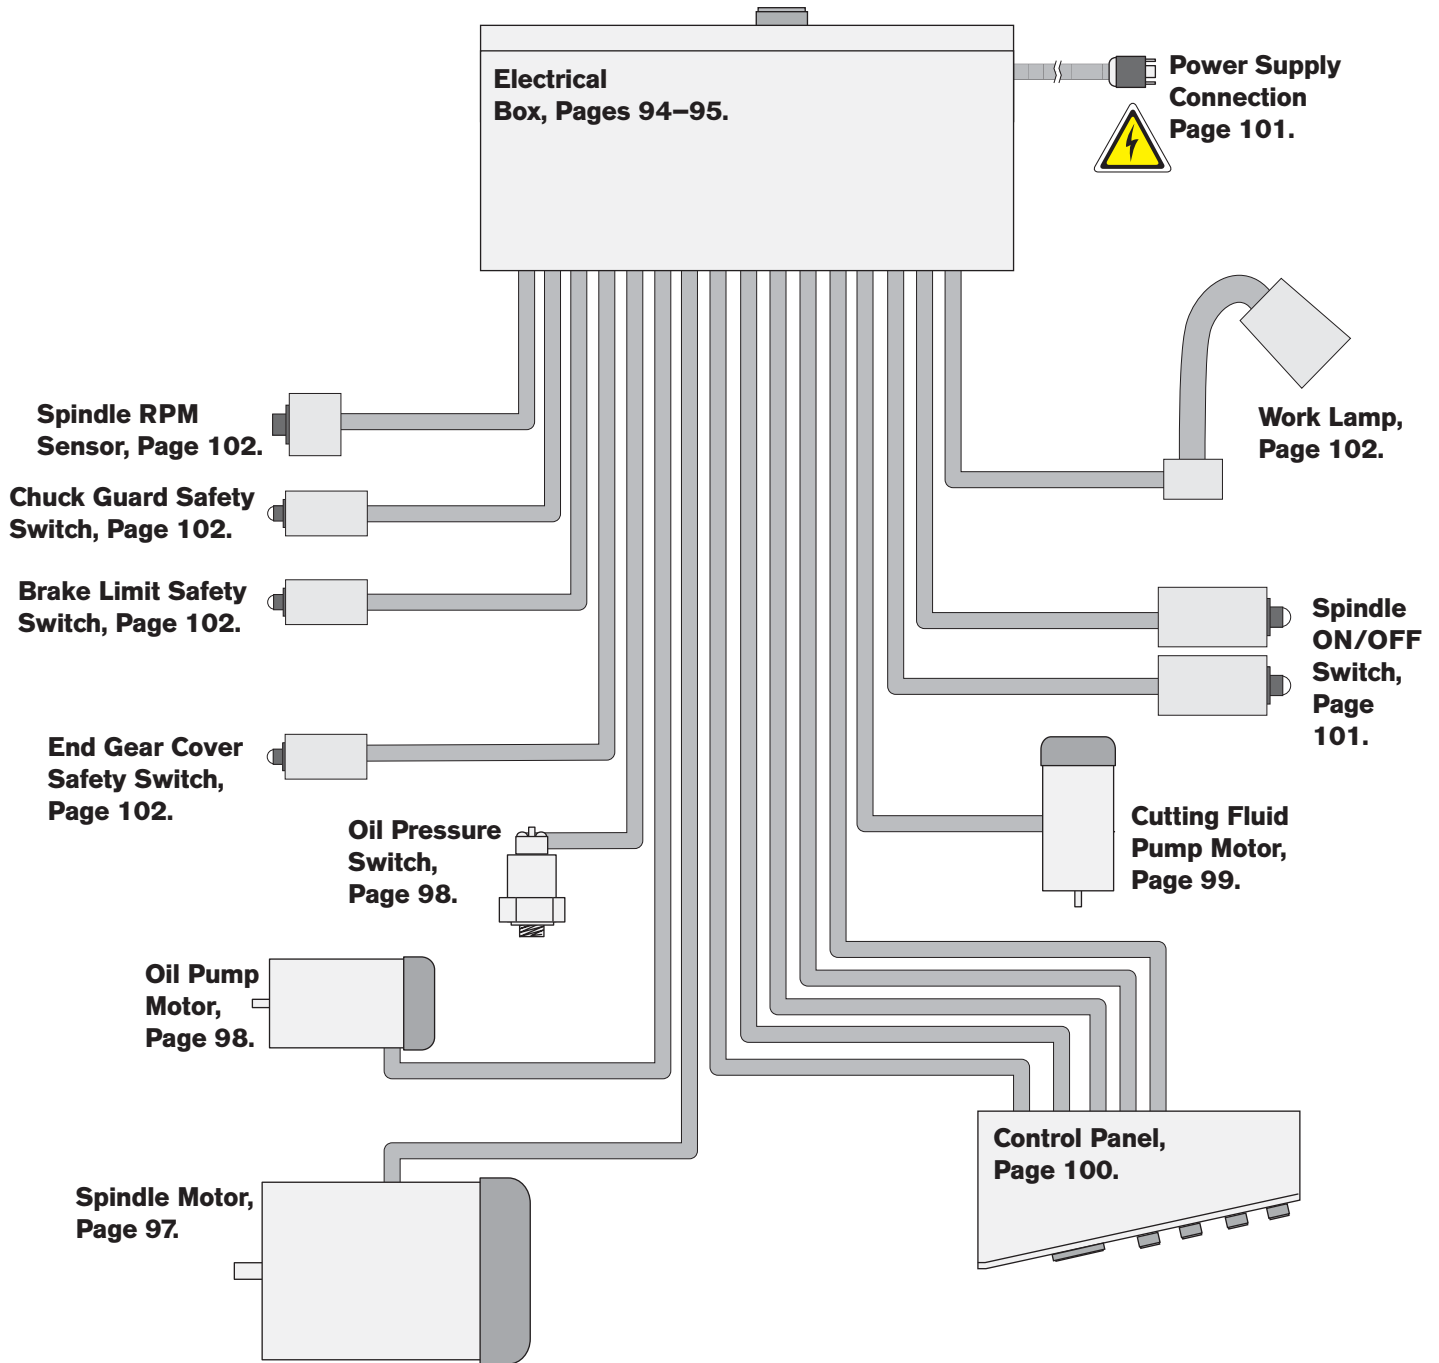 Electrical
Box, Pages 94–95.
Power Supply
Connection
Page 101.
Spindle RPM
Sensor, Page 102.
Work Lamp,
Page 102.
Chuck Guard Safety
Switch, Page 102.
Brake Limit Safety
Switch, Page 102.
Spindle
ON/OFF
Switch,
Page
101.
End Gear Cover
Safety Switch,
Page 102.
Oil Pressure
Switch,
Page 98.
Cutting Fluid
Pump Motor,
Page 99.
Oil Pump
Motor,
Page 98.
Control Panel,
Page 100.
Spindle Motor,
Page 97.